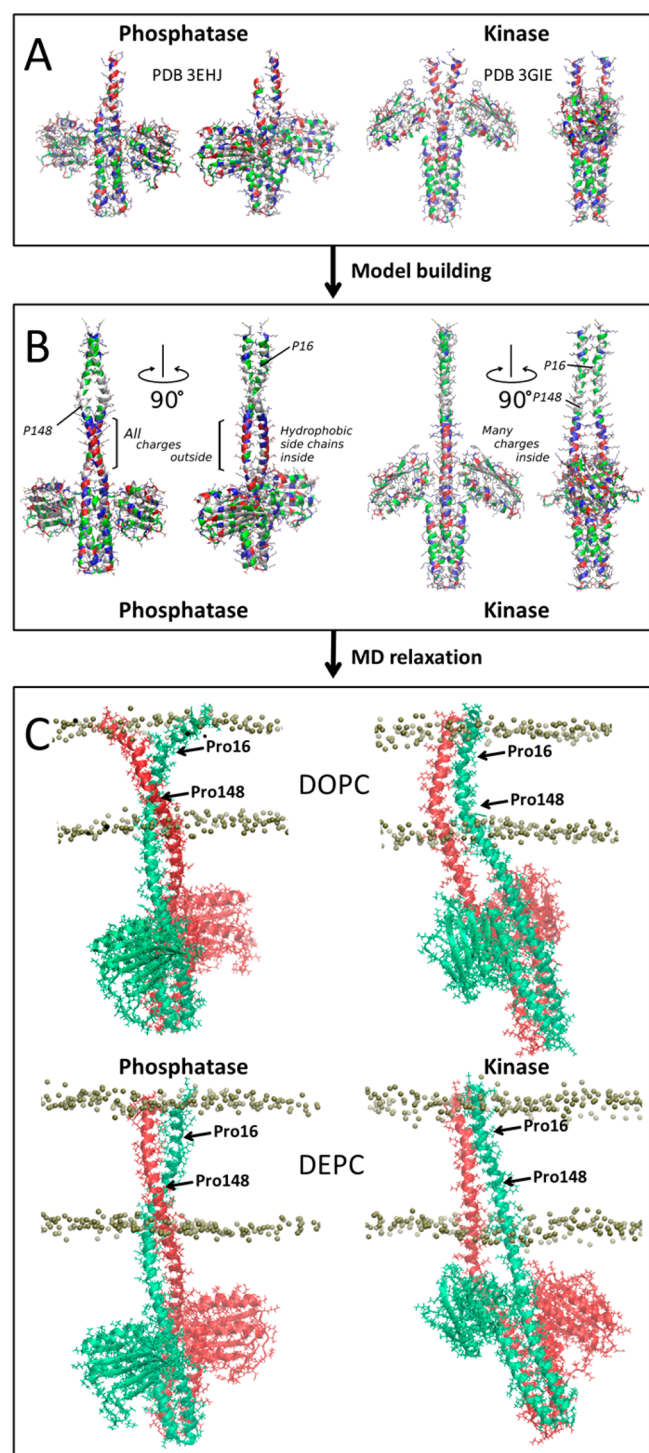 A
Phosphatase
Kinase
PDB 3EHJ
PDB 3GIE
Model building
B
P16
P16
P148
90°
90°
P148
All
charges
outside
Hydrophobic
side chains
inside
Many
charges
inside
Phosphatase
Kinase
MD relaxation
C
Pro16
Pro16
DOPC
Pro148
Pro148
Phosphatase
Kinase
Pro16
Pro16
DEPC
Pro148
Pro148